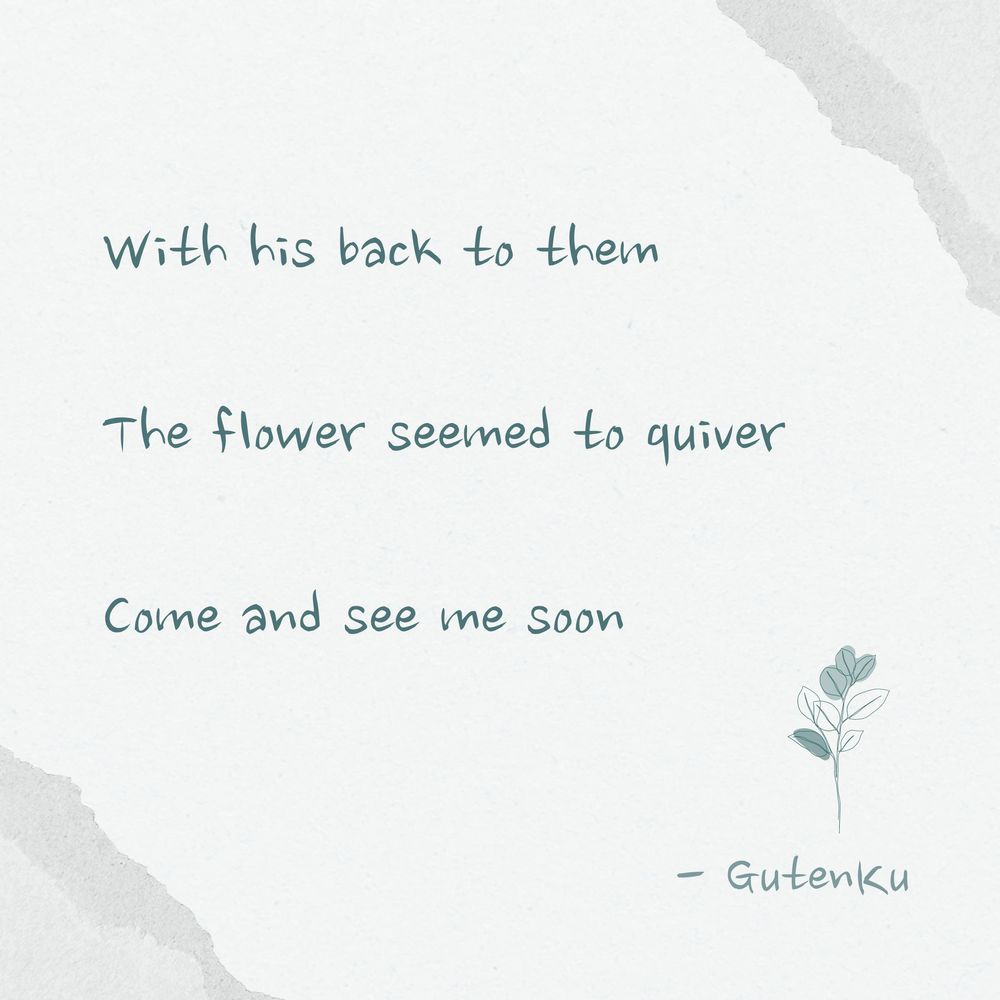 With his back to them
The flower seemed to quiver
Come and see me soon
- GutenKu